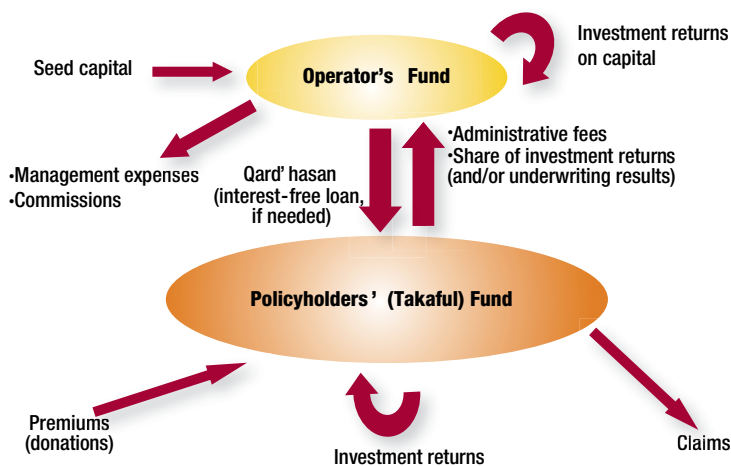 Investment returns
on capital
Seed capital
Operator's Fund
•Administrative fees
•Share of investment returns
(and/or underwriting results)
•Management expenses
•Commissions
Qard' hasan
(interest-free loan,
if needed)
Policyholders' (Takaful) Fund
Premiums
(donations)
Investment returns
Claims